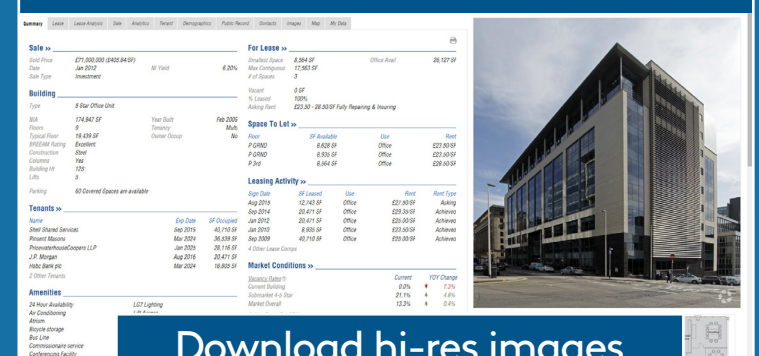 Summary Lease Lease Analysis Sale Analytics Tenant Demographics Public Record Contacts Images Map My Data
Sale »
Sold Price £71,000,000 (£405.84/SF)
Date Jan 2012 NI Yield 6.20%
Sale Type Investment
Building
Type 5 Star Office Unit
NIA 174,947 SF Year Built Feb 2009
Floors 9 Tenancy Multi
Typical Floor 19,439 SF Owner Occup No
BREEAM Rating Excellent
Construction Steel
Columns Yes
Building Ht 125'
Lifts 5
Parking 60 Covered Spaces are available
Tenants »
Name Exp Date SF Occupied
Shell Shared Services Sep 2019 40,710 SF
Pinsent Masons Mar 2024 36,539 SF
PricewaterhouseCoopers LLP Jan 2025 28,116 SF
J.P. Morgan Aug 2016 20,471 SF
Hsbc Bank plc Mar 2024 16,805 SF
2 Other Tenants
Amenities
24 Hour Availability LG7 Lighting
Air Conditioning
Atrium
Bicycle storage
Bus Line
Commissionaire service
Conferencing Facility
For Lease »
Smallest Space 8,564 SF Office Avail 26,127 SF
Max Contiguous 17,563 SF
# of Spaces 3
Vacant 0 SF
% Leased 100%
Asking Rent £23.50 - 28.50/SF Fully Repairing & Insuring
Space To Let »
Floor SF Available Use Rent
P GRND 8,628 SF Office £23.50/SF
P GRND 8,935 SF Office £23.50/SF
P 3rd 8,564 SF Office £28.50/SF
Leasing Activity »
Sign Date SF Leased Use Rent Rent Type
Aug 2015 12,743 SF Office £27.50/SF Asking
Sep 2014 20,471 SF Office £29.35/SF Achieved
Jan 2012 20,471 SF Office £25.00/SF Achieved
Jan 2010 8,935 SF Office £23.50/SF Achieved
Sep 2009 40,710 SF Office £25.00/SF Achieved
4 Other Lease Comps
Market Conditions »
Vacancy Rates Current YOY Change
Current Building 0.0% 7.3%
Submarket 4-5 Star 21.1% 4.8%
Market Overall 13.3% 0.4%
Download hi-res images